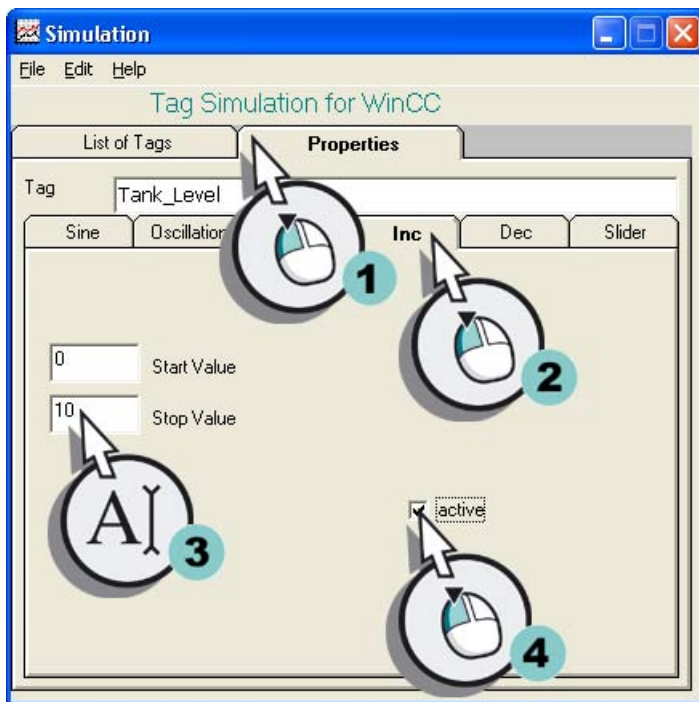 Simulation
File Edit Help
Tag Simulation for WinCC
List of Tags Properties
Tag Tank_Level
Sine Oscillation Inc Dec Slider
1
2
0 Start Value
10 Stop Value
A
3
active
4